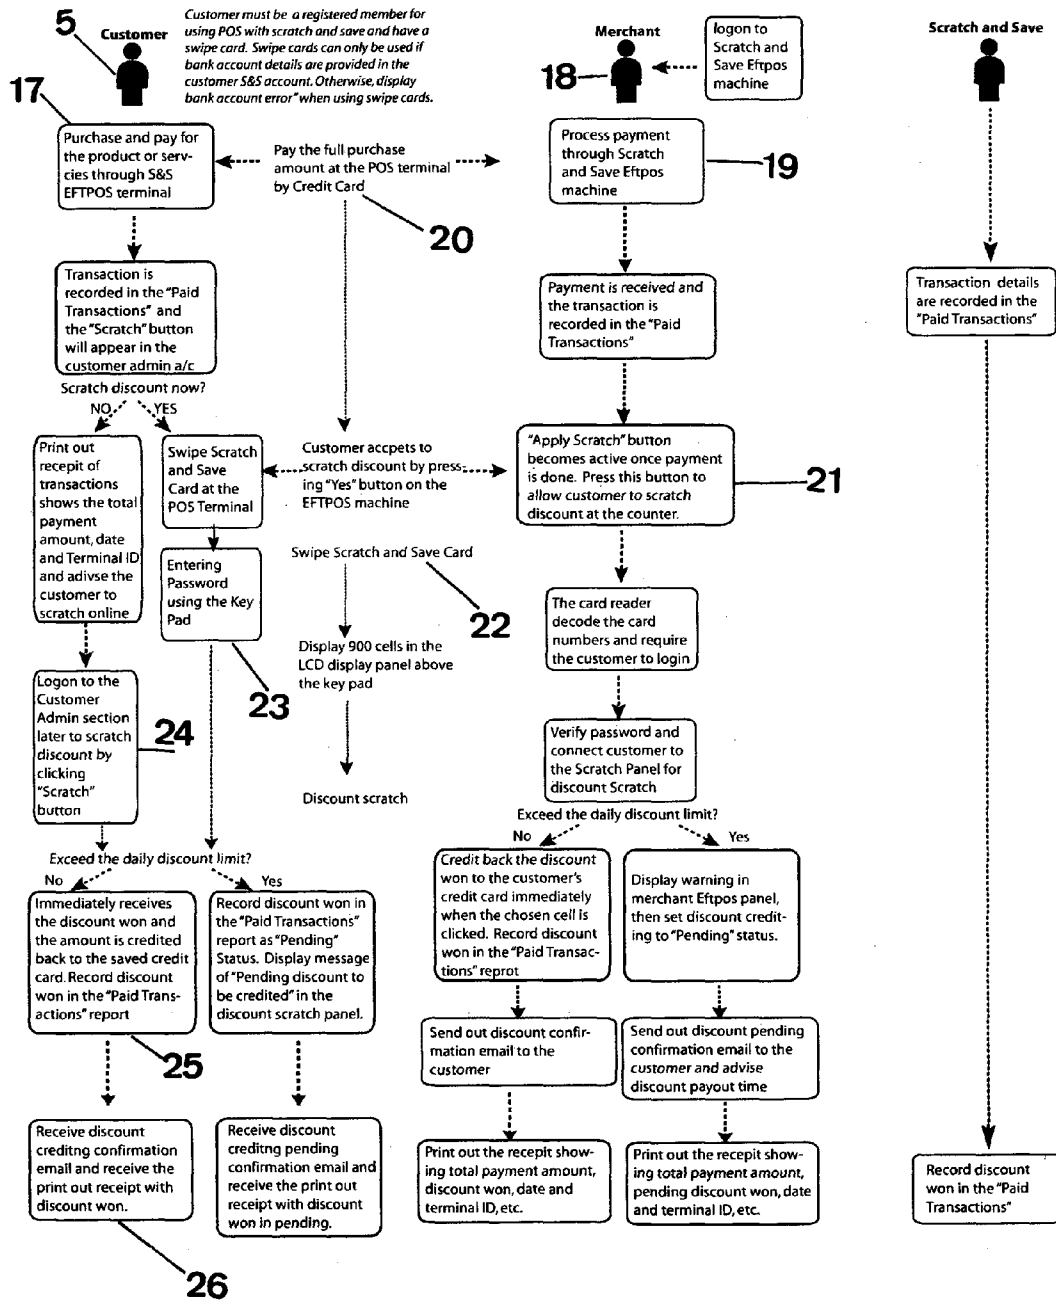 5
Customer
Customer must be a registered member for
using POS with scratch and save and have a
swipe card. Swipe cards can only be used if
bank account details are provided in the
customer S&S account. Otherwise, display
bank account error" when using swipe cards.
Merchant
18
logon to
Scratch and
Save Eftpos
machine
Scratch and Save
17
Purchase and pay for
the product or serv-
cies through S&S
EFTPOS terminal
Pay the full purchase
amount at the POS terminal
by Credit Card
20
Process payment
through Scratch
and Save Eftpos
machine
19
Transaction is
recorded in the "Paid
Transactions" and
the "Scratch" button
will appear in the
customer admin a/c
Payment is received and
the transaction is
recorded in the "Paid
Transactions"
Transaction details
are recorded in the
"Paid Transactions"
Scratch discount now?
NO
YES
Print out
recepit of
transactions
shows the total
payment
amount, date
and Terminal ID
and adivse the
customer to
scratch online
Swipe Scratch
and Save
Card at the
POS Terminal
Customer accpets to
scratch discount by press-
ing "Yes" button on the
EFTPOS machine
"Apply Scratch" button
becomes active once payment
is done. Press this button to
allow customer to scratch
discount at the counter.
21
Entering
Password
using the Key
Pad
23
Swipe Scratch and Save Card
22
Display 900 cells in the
LCD display panel above
the key pad
Discount scratch
The card reader
decode the card
numbers and require
the customer to login
Logon to the
Customer
Admin section
later to scratch
discount by
clicking
"Scratch"
button
24
Verify password and
connect customer to
the Scratch Panel for
discount Scratch
Exceed the daily discount limit?
No
Yes
Exceed the daily discount limit?
No
Yes
Immediately receives
the discount won and
the amount is credited
back to the saved credit
card. Record discount
won in the "Paid Trans-
actions" report
25
Record discount won in
the "Paid Transactions"
report as "Pending"
Status. Display message
of "Pending discount to
be credited" in the
discount scratch panel.
Credit back the discount
won to the customer's
credit card immediately
when the chosen cell is
clicked. Record discount
won in the "Paid Transac-
tions" reprot
Display warning in
merchant Eftpos panel,
then set discount credit-
ing to "Pending" status.
Send out discount confir-
mation email to the
customer
Send out discount pending
confirmation email to the
customer and advise
discount payout time
Receive discount
creditng confirmation
email and receive the
print out receipt with
discount won.
26
Receive discount
creditng pending
confirmation email and
receive the print out
receipt with discount
won in pending.
Print out the recepit show-
ing total payment amount,
discount won, date and
terminal ID, etc.
Print out the recepit show-
ing total payment amount,
pending discount won, date
and terminal ID, etc.
Record discount
won in the "Paid
Transactions"